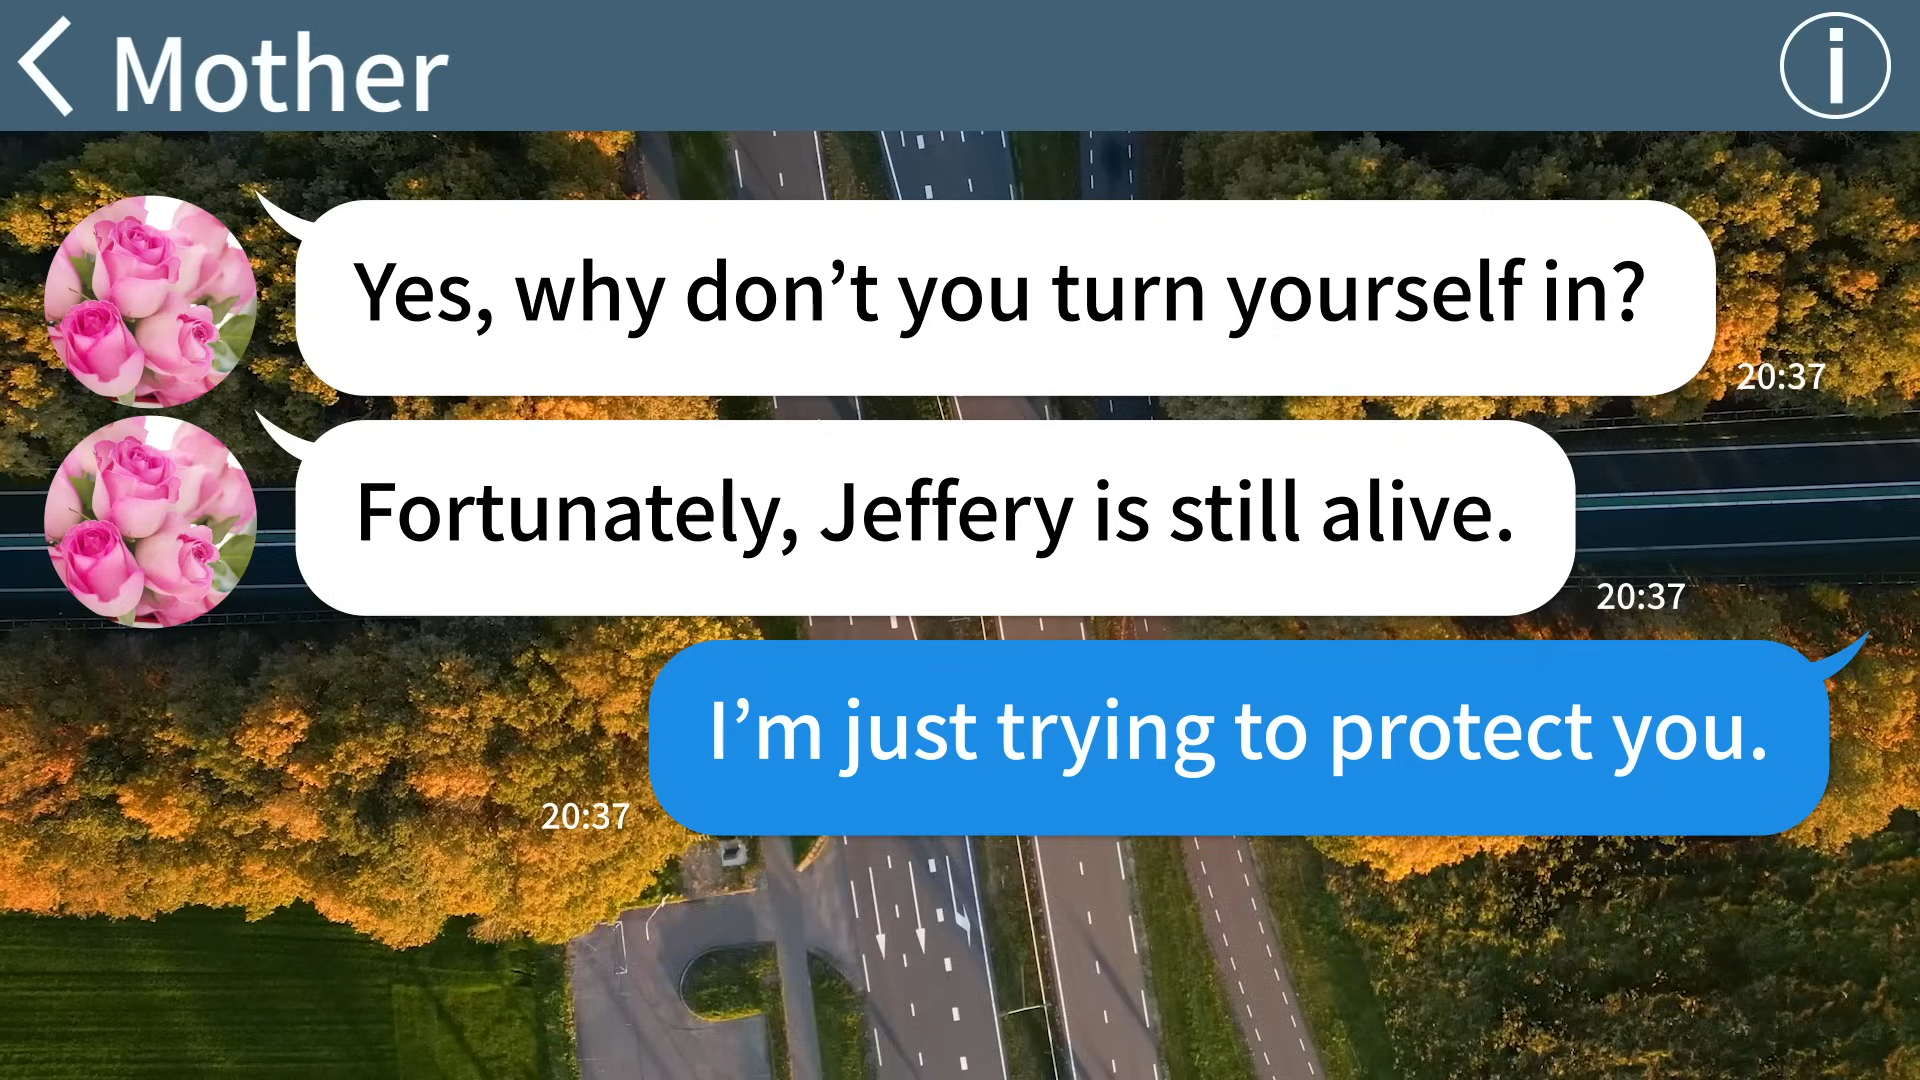 Mother
Yes, why don’t you turn yourself in?
20:37
Fortunately, Jeffery is still alive.
20:37
I’m just trying to protect you.
20:37